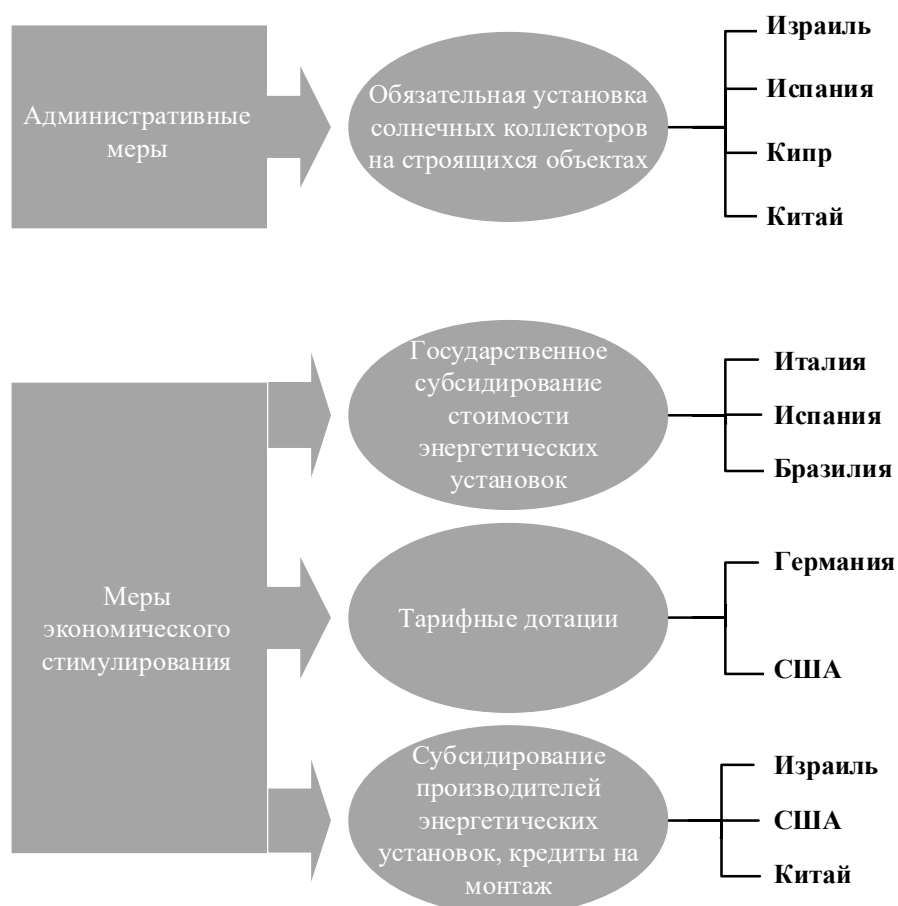 Административные
меры
Обязательная установка
солнечных коллекторов
на строящихся объектах
Израиль
Испания
Кипр
Китай
Меры
экономического
стимулирования
Государственное
субсидирование
стоимости
энергетических
установок
Италия
Испания
Бразилия
Тарифные дотации
Германия
США
Субсидирование
производителей
энергетических
установок, кредиты на
монтаж
Израиль
США
Китай